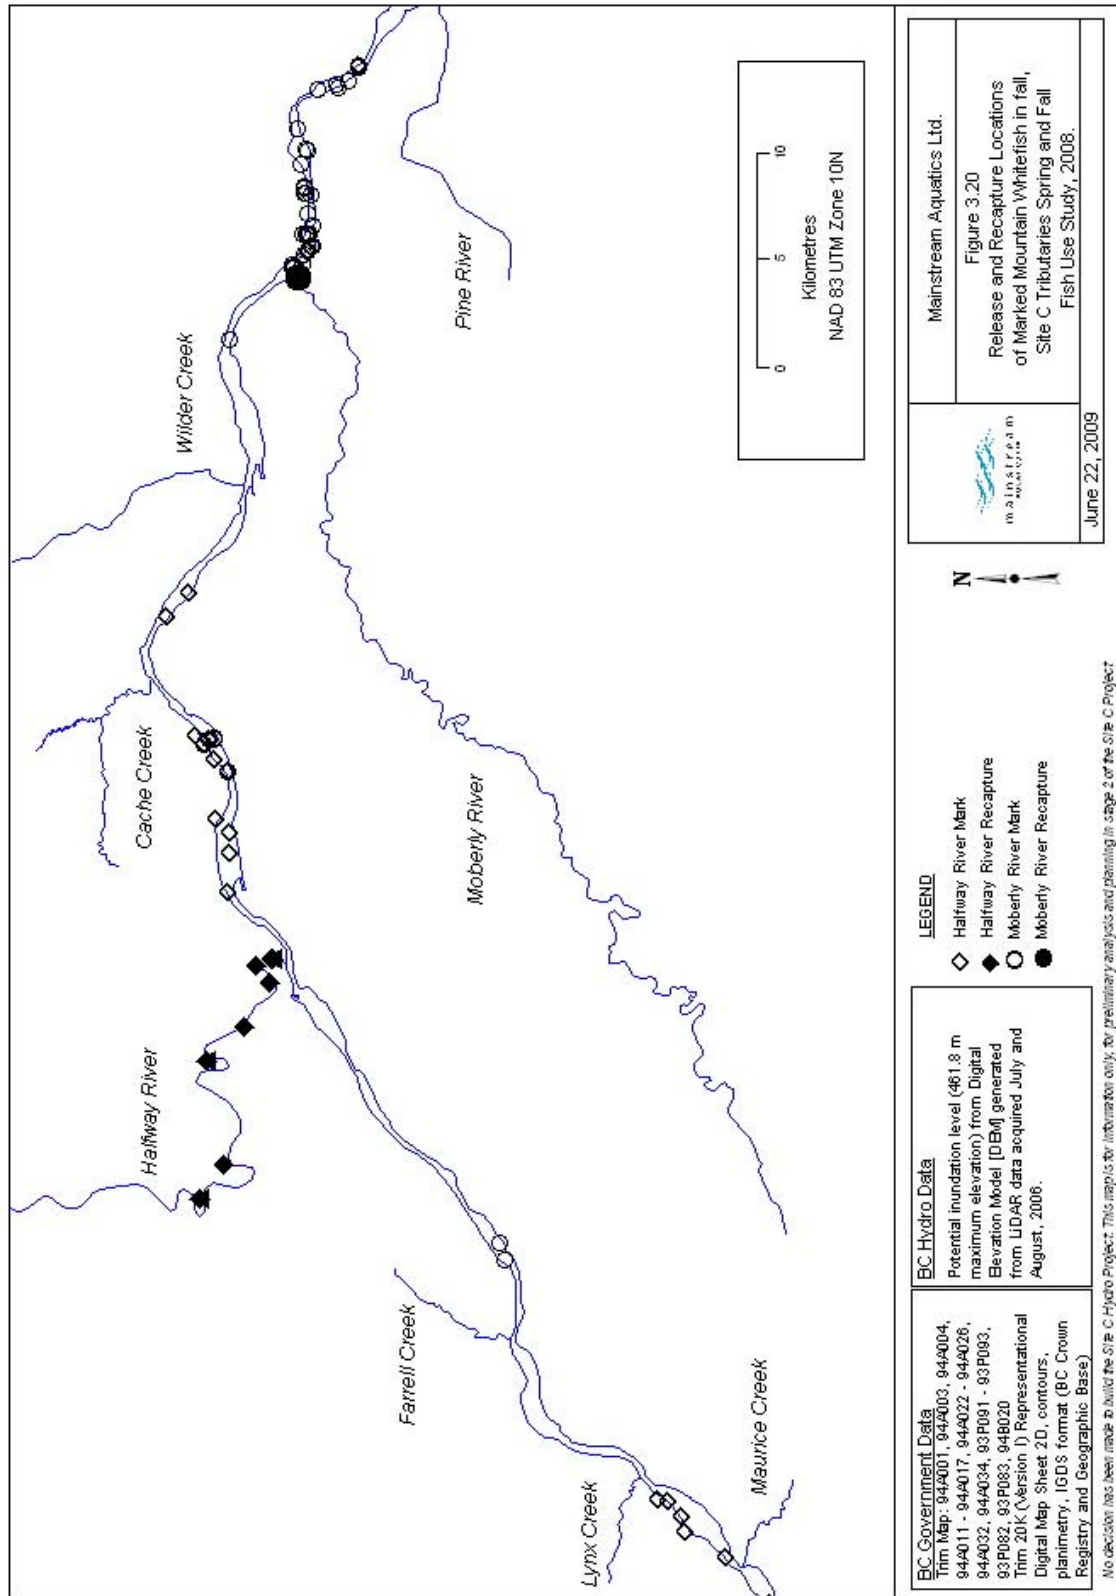 Halfway River
Cache Creek
Wilder Creek
Farrell Creek
Lynx Creek
Maurice Creek
Moberly River
Pine River
0 5 10
Kilometres
NAD 83 UTM Zone 10N
BC Government Data
Trim Map: 94A001, 94A003, 94A004,
94A011 - 94A017, 94A022 - 94A026,
94A032, 94A034, 93P091 - 93P093,
93P082, 93P083, 94B020
Trim 20K (Version I) Representational
Digital Map Sheet 2D, contours,
planimetry, IGDS format (BC Crown
Registry and Geographic Base)
BC Hydro Data
Potential inundation level (461.8 m
maximum elevation) from Digital
Elevation Model [DEM] generated
from LiDAR data acquired July and
August, 2006.
LEGEND
Halfway River Mark
Halfway River Recapture
Moberly River Mark
Moberly River Recapture
N
mainstream
Mainstream Aquatics Ltd.
Figure 3.20
Release and Recapture Locations
of Marked Mountain Whitefish in fall,
Site C Tributaries Spring and Fall
Fish Use Study, 2008.
June 22, 2009
No decision has been made to build the Site C Hydro Project. This map is for information only, for preliminary analysis and planning in stage 2 of the Site C Project